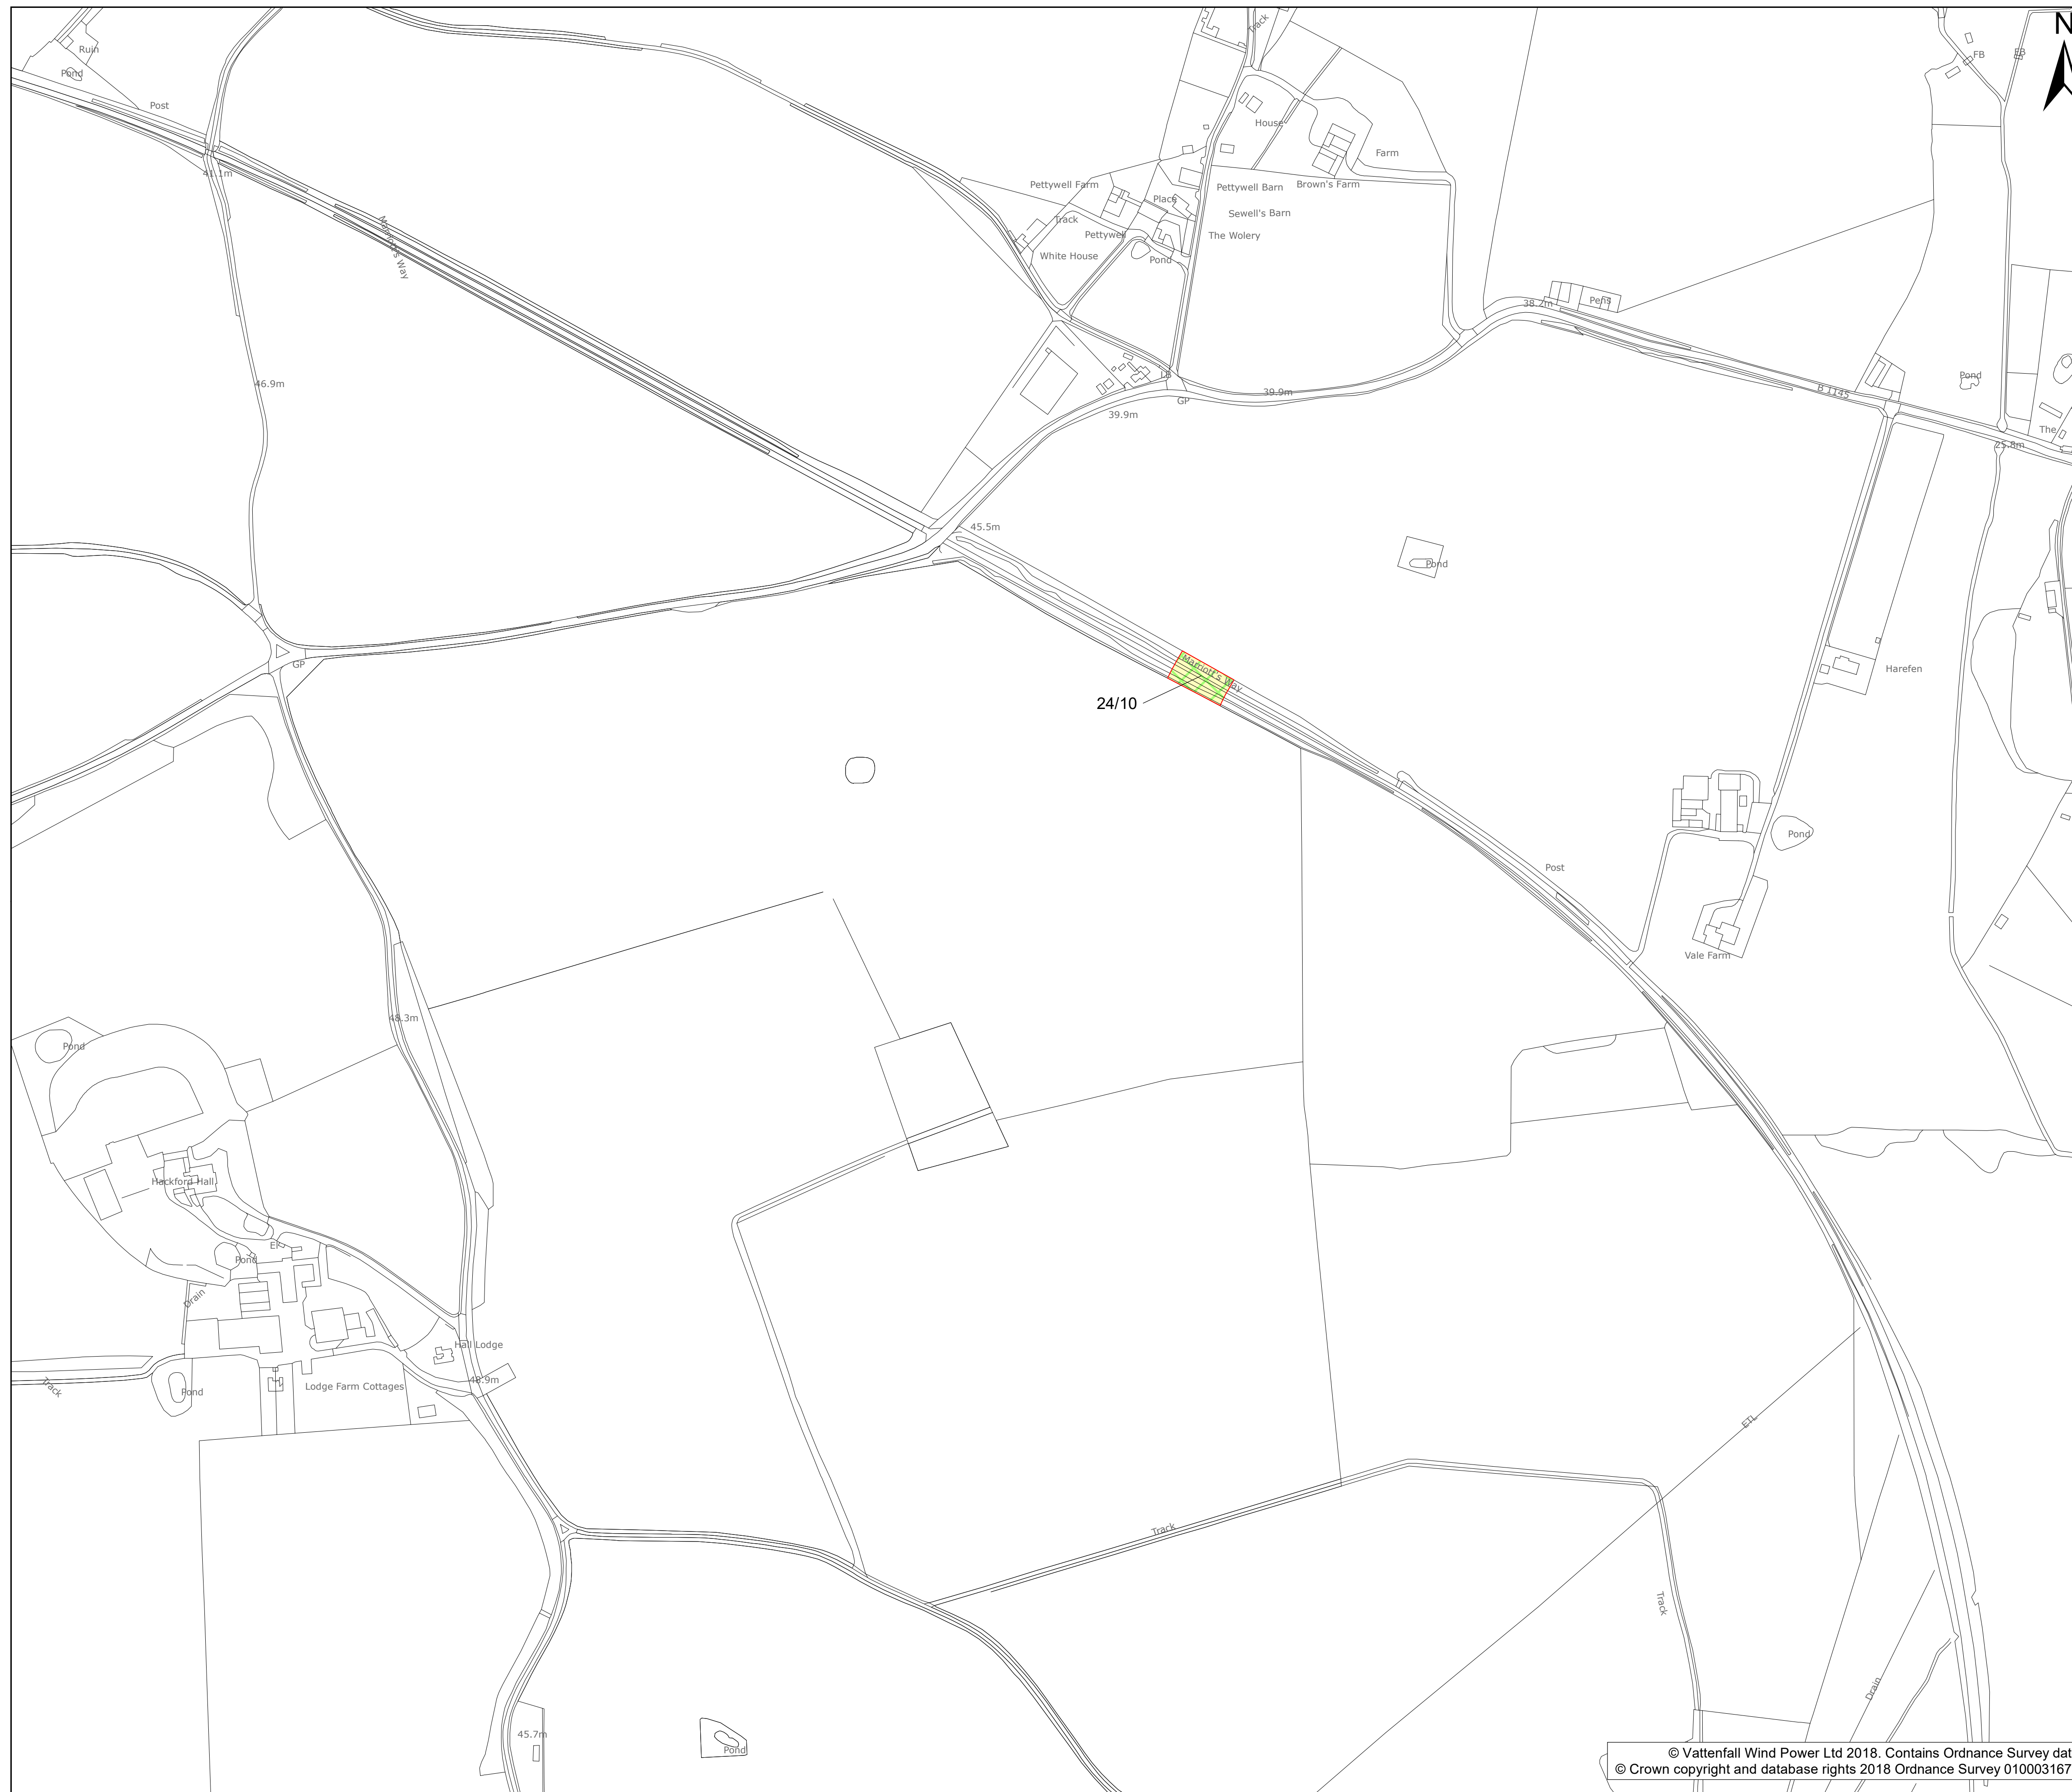 N
Ruin
Pond
Post
41.1m
Marriott's Way
Track
FB
House
Farm
Pettywell Farm
Pettywell Barn
Brown's Farm
Place
Sewell's Barn
Track
Pettywell
The Wolery
White House
Pond
38.2m
Pens
46.9m
LB
39.9m
GP
39.9m
B 1145
Pond
The
25.8m
45.5m
Pond
GP
Marriott's Way
Harefen
24/10
Pond
Post
Vale Farm
48.3m
Pond
Hackford Hall
Pond
Drain
Hall Lodge
48.9m
Track
Pond
Lodge Farm Cottages
ETL
Track
Track
Drain
45.7m
Pond
© Vattenfall Wind Power Ltd 2018. Contains Ordnance Survey dat
© Crown copyright and database rights 2018 Ordnance Survey 010003167